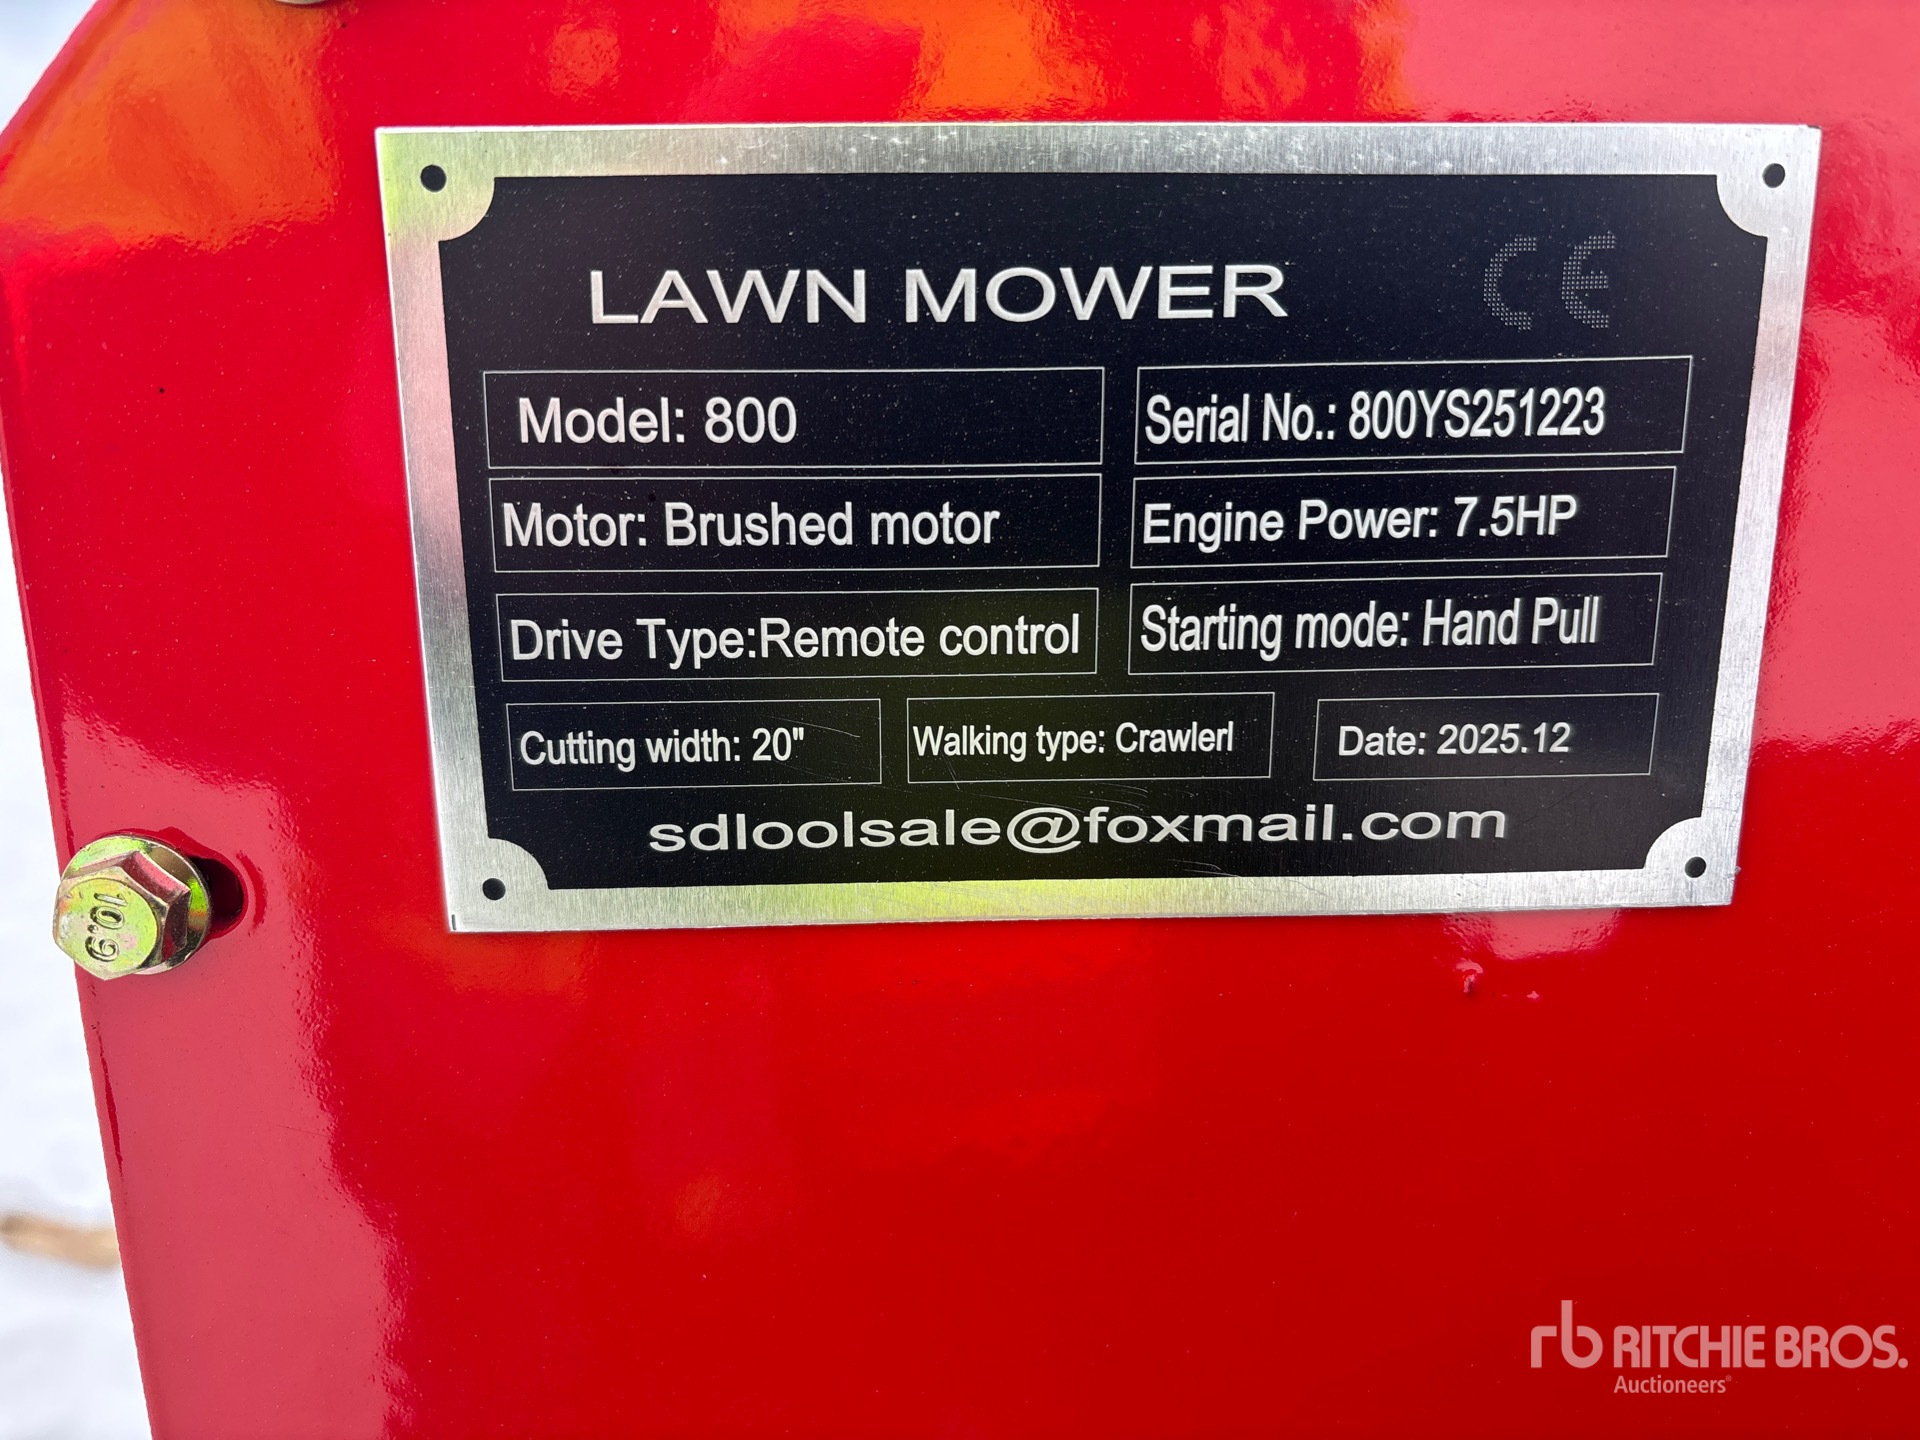 LAWN MOWER CE
Model: 800
Serial No.: 800YS251223
Motor: Brushed motor
Engine Power: 7.5HP
Drive Type:Remote control
Starting mode: Hand Pull
Cutting width: 20"
Walking type: Crawlerl
Date: 2025.12
sdloolsale@foxmail.com
10.9
rb RITCHIE BROS.
Auctioneers®